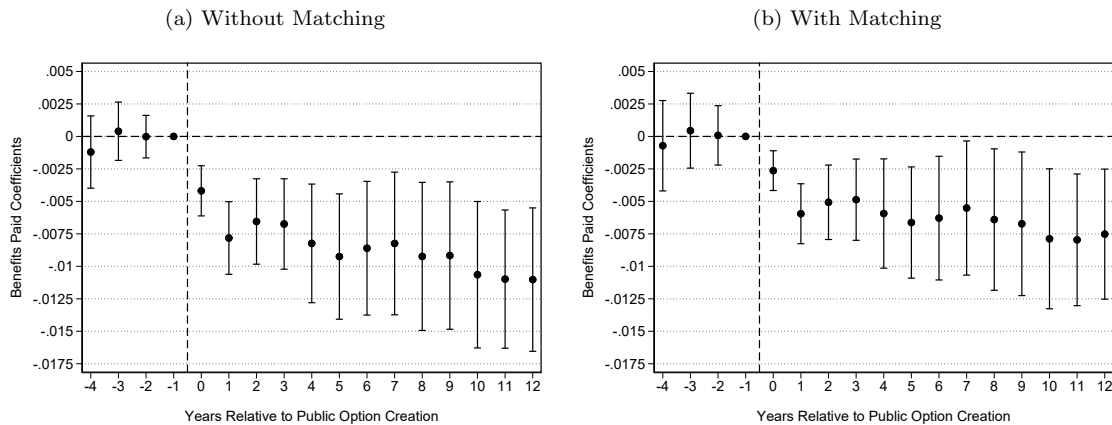 (a) Without Matching
.005
.0025
0
-.0025
-.005
-.0075
-.01
-.0125
-.015
-.0175
Benefits Paid Coefficients
-4 -3 -2 -1 0 1 2 3 4 5 6 7 8 9 10 11 12
Years Relative to Public Option Creation
(b) With Matching
.005
.0025
0
-.0025
-.005
-.0075
-.01
-.0125
-.015
-.0175
Benefits Paid Coefficients
-4 -3 -2 -1 0 1 2 3 4 5 6 7 8 9 10 11 12
Years Relative to Public Option Creation